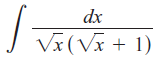 ∫ dx / √x(√x + 1)